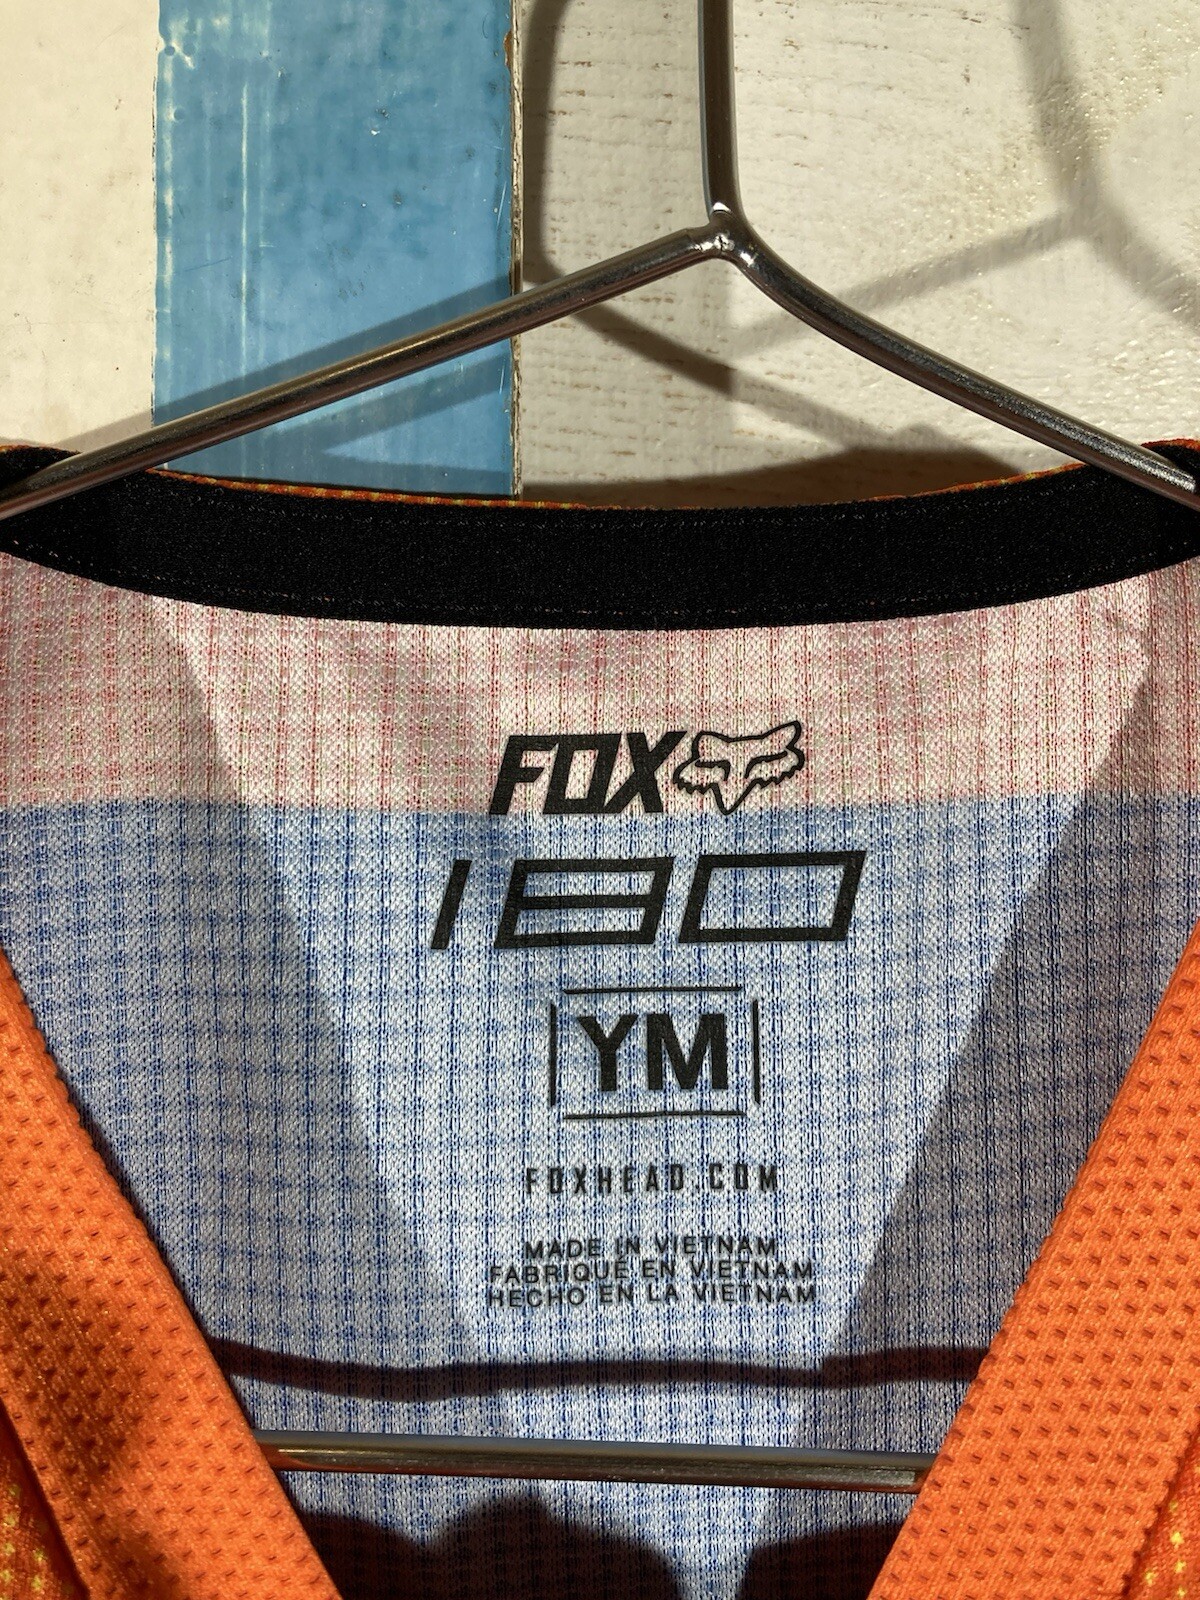 FOX
180
YM
FOXHEAD.COM
MADE IN VIETNAM
FABRIQUÉ EN VIETNAM
HECHO EN LA VIETNAM